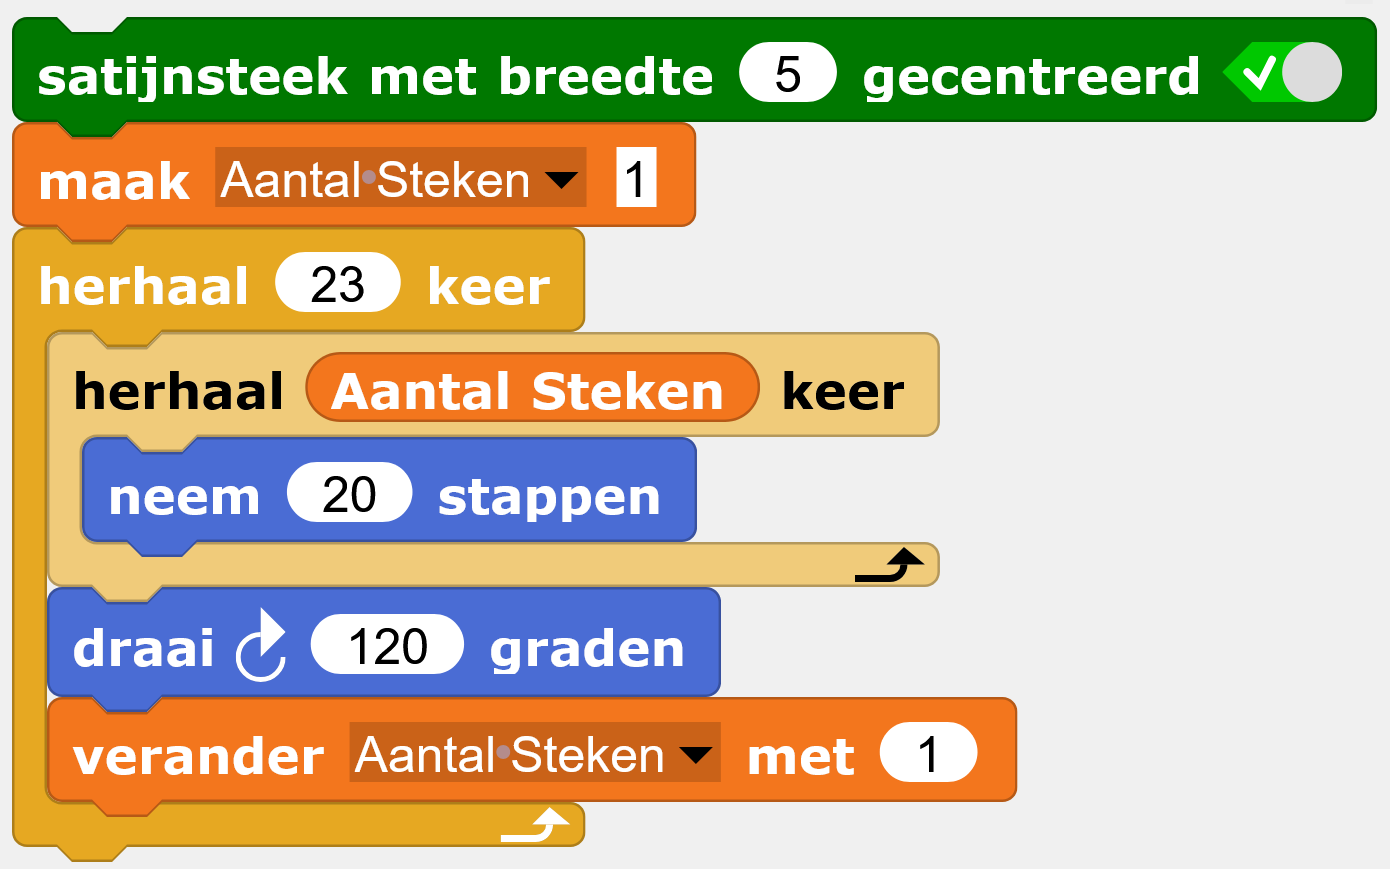 satijnsteek met breedte 5 gecentreerd
maak Aantal Steken 1
herhaal 23 keer
herhaal Aantal Steken keer
neem 20 stappen
draai 120 graden
verander Aantal Steken met 1